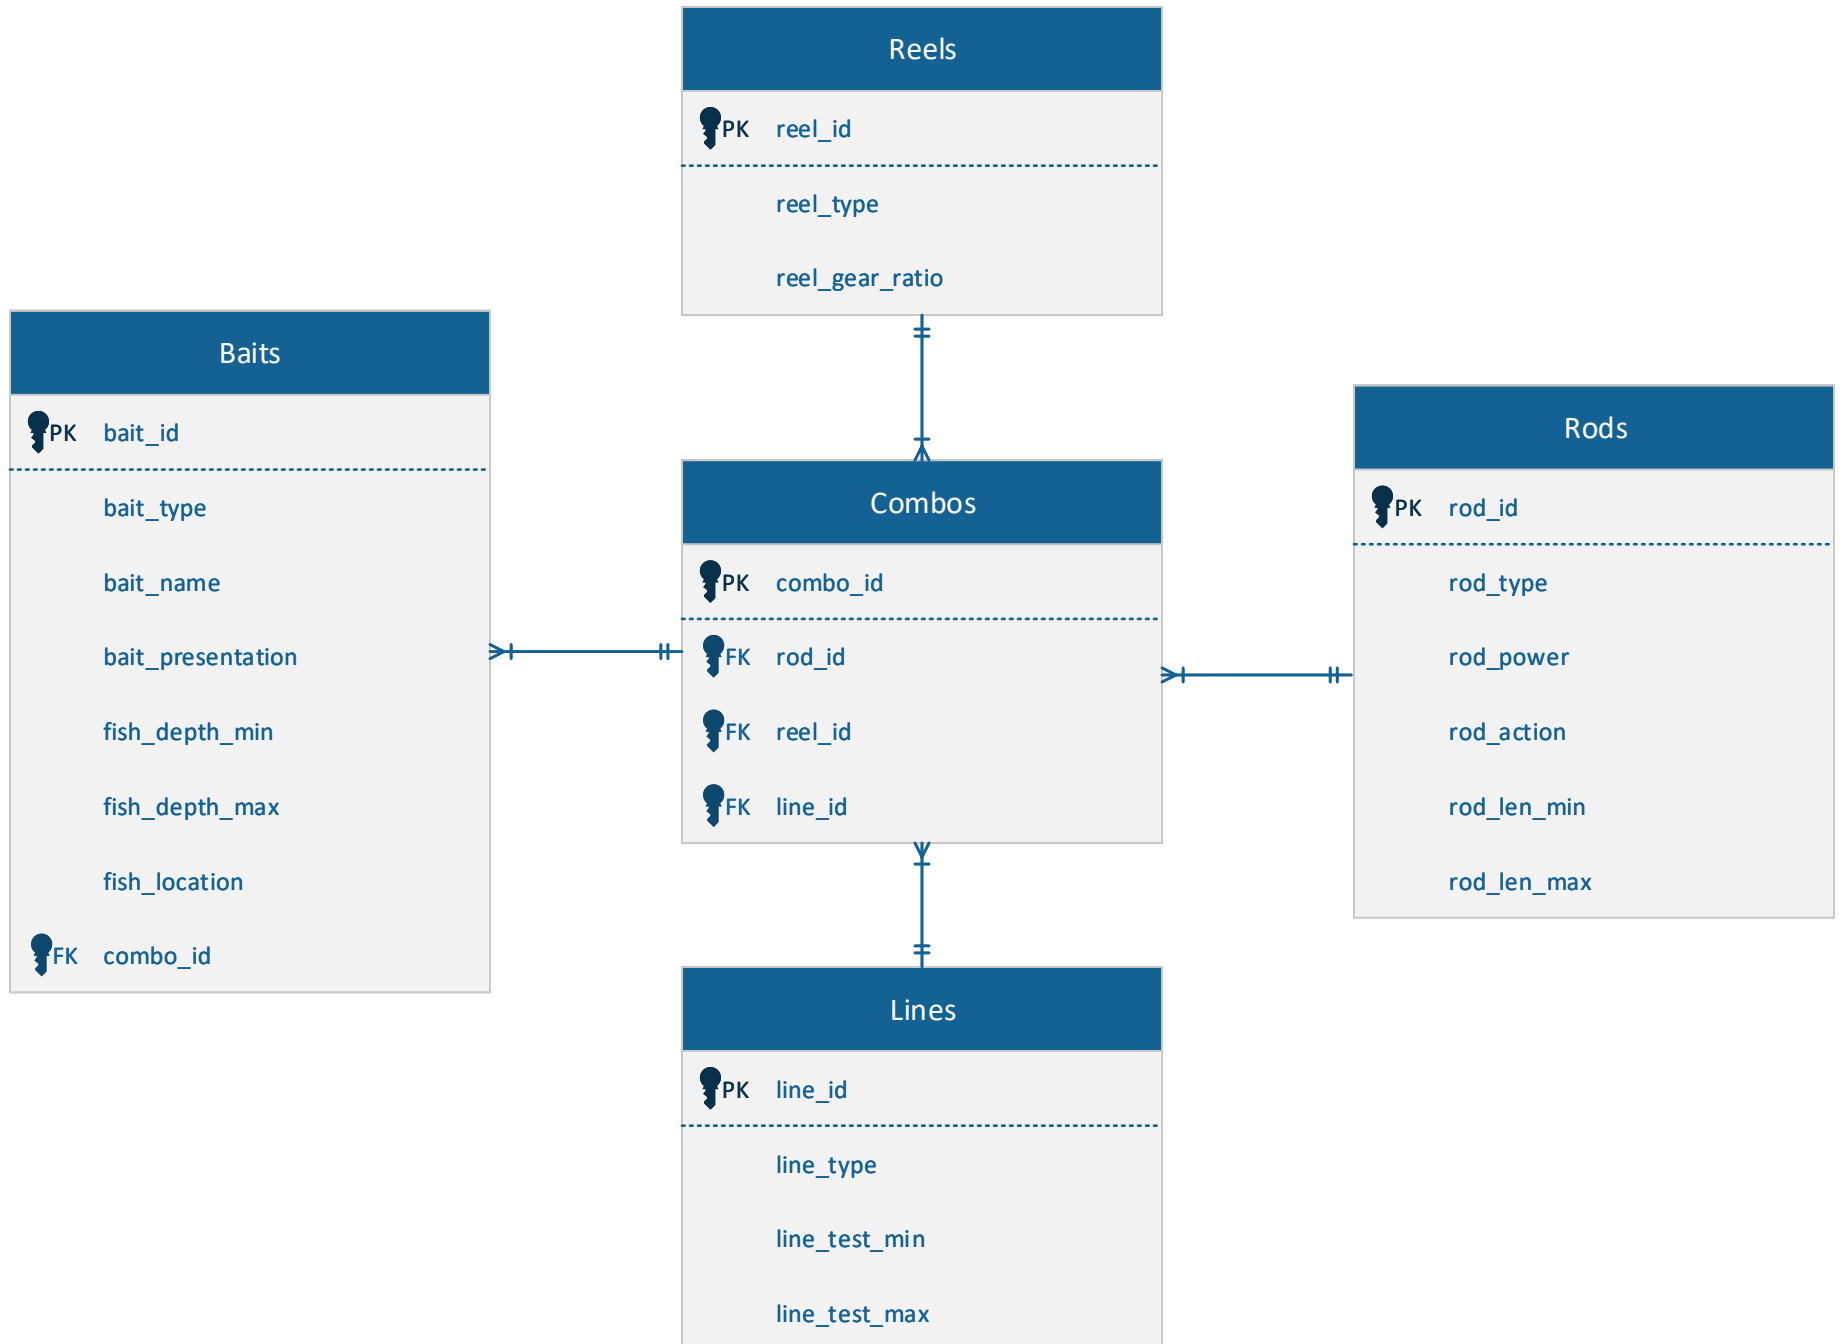 Reels
PK reel_id
reel_type
reel_gear_ratio
Baits
PK bait_id
bait_type
bait_name
bait_presentation
fish_depth_min
fish_depth_max
fish_location
FK combo_id
Combos
PK combo_id
FK rod_id
FK reel_id
FK line_id
Rods
PK rod_id
rod_type
rod_power
rod_action
rod_len_min
rod_len_max
Lines
PK line_id
line_type
line_test_min
line_test_max